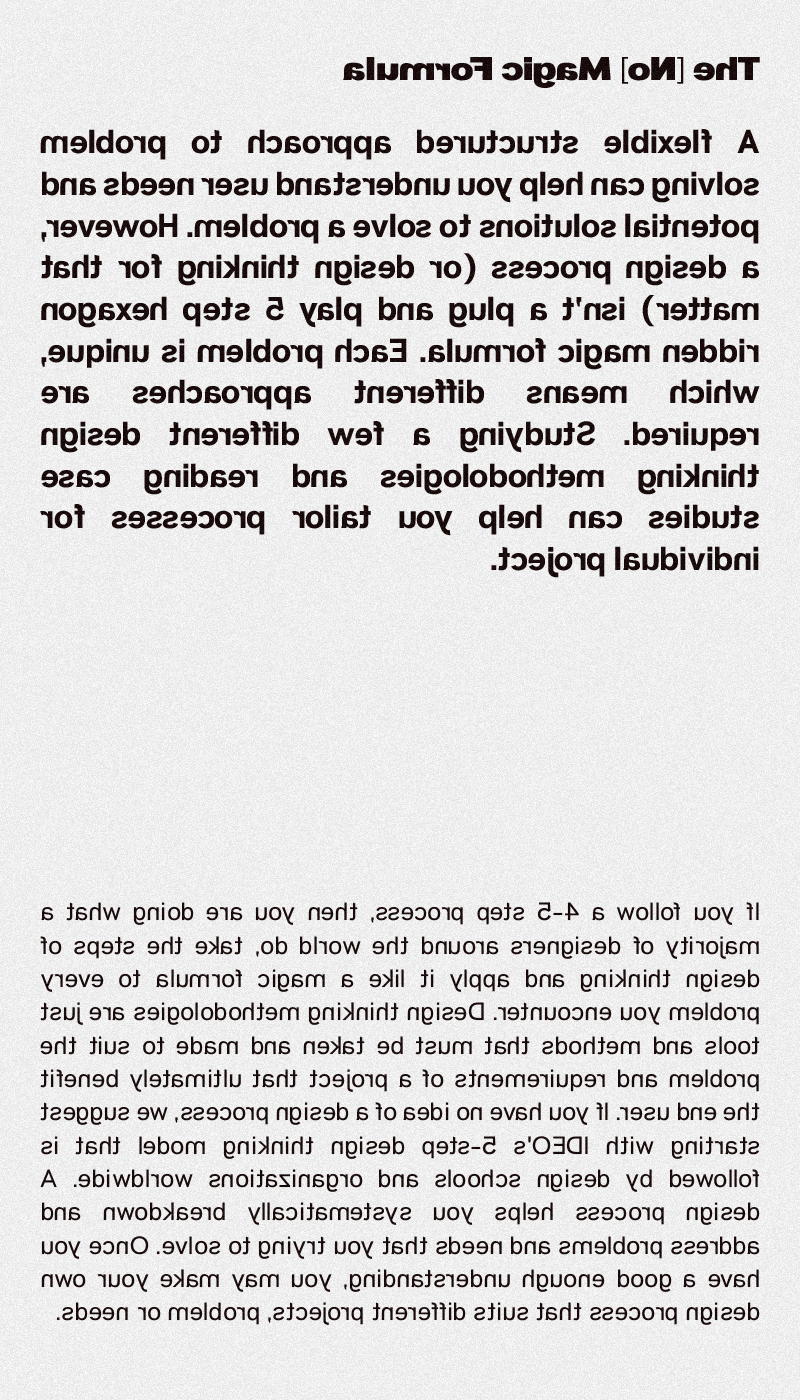 The [No] Magic Formula
A flexible structured approach to problem
solving can help you understand user needs and
potential solutions to solve a problem. However,
a design process (or design thinking for that
matter) isn't a plug and play 5 step hexagon
ridden magic formula. Each problem is unique,
which means different approaches are
required. Studying a few different design
thinking methodologies and reading case
studies can help you tailor processes for
individual project.
If you follow a 4-5 step process, then you are doing what a
majority of designers around the world do, take the steps of
design thinking and apply it like a magic formula to every
problem you encounter. Design thinking methodologies are just
tools and methods that must be taken and made to suit the
problem and requirements of a project that ultimately benefit
the end user. If you have no idea of a design process, we suggest
starting with IDEO's 5-step design thinking model that is
followed by design schools and organizations worldwide. A
design process helps you systematically breakdown and
address problems and needs that you trying to solve. Once you
have a good enough understanding, you may make your own
design process that suits different projects, problem or needs.